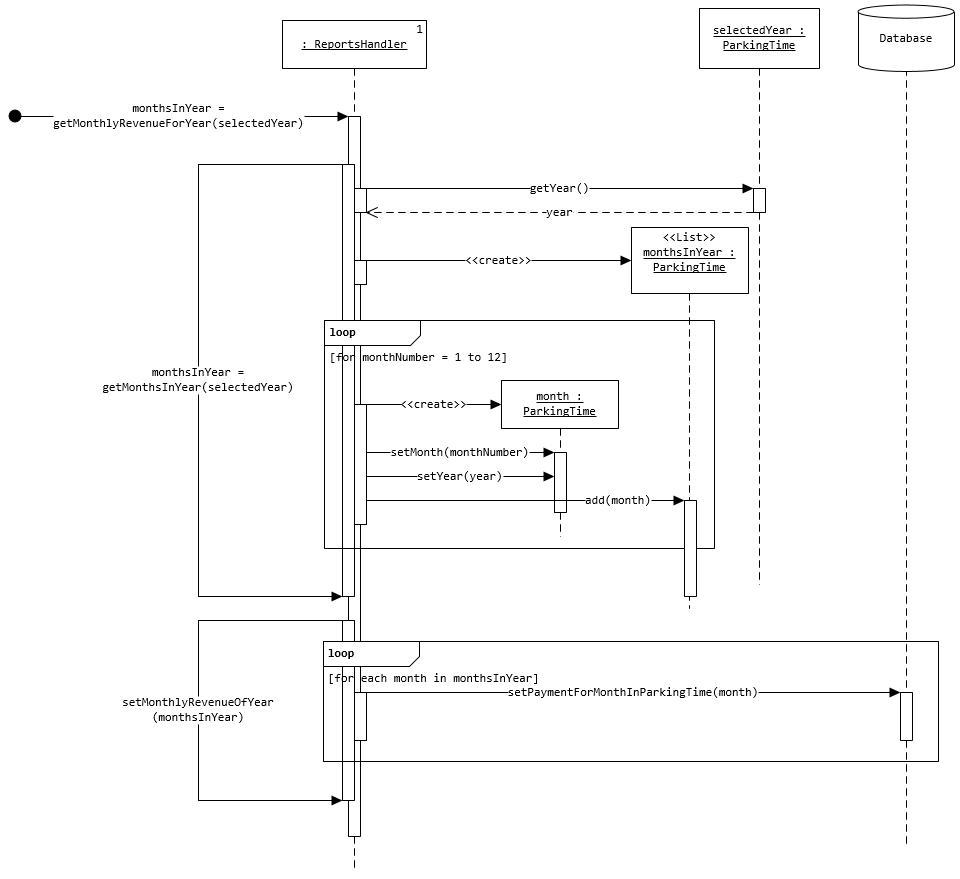 1
: ReportsHandler
selectedYear :
ParkingTime
Database
monthsInYear =
getMonthlyRevenueForYear(selectedYear)
getYear()
year
<<List>>
monthsInYear :
ParkingTime
<<create>>
loop
[for monthNumber = 1 to 12]
monthsInYear =
getMonthsInYear(selectedYear)
<<create>>
month :
ParkingTime
setMonth(monthNumber)
setYear(year)
add(month)
loop
[for each month in monthsInYear]
setPaymentForMonthInParkingTime(month)
setMonthlyRevenueOfYear
(monthsInYear)